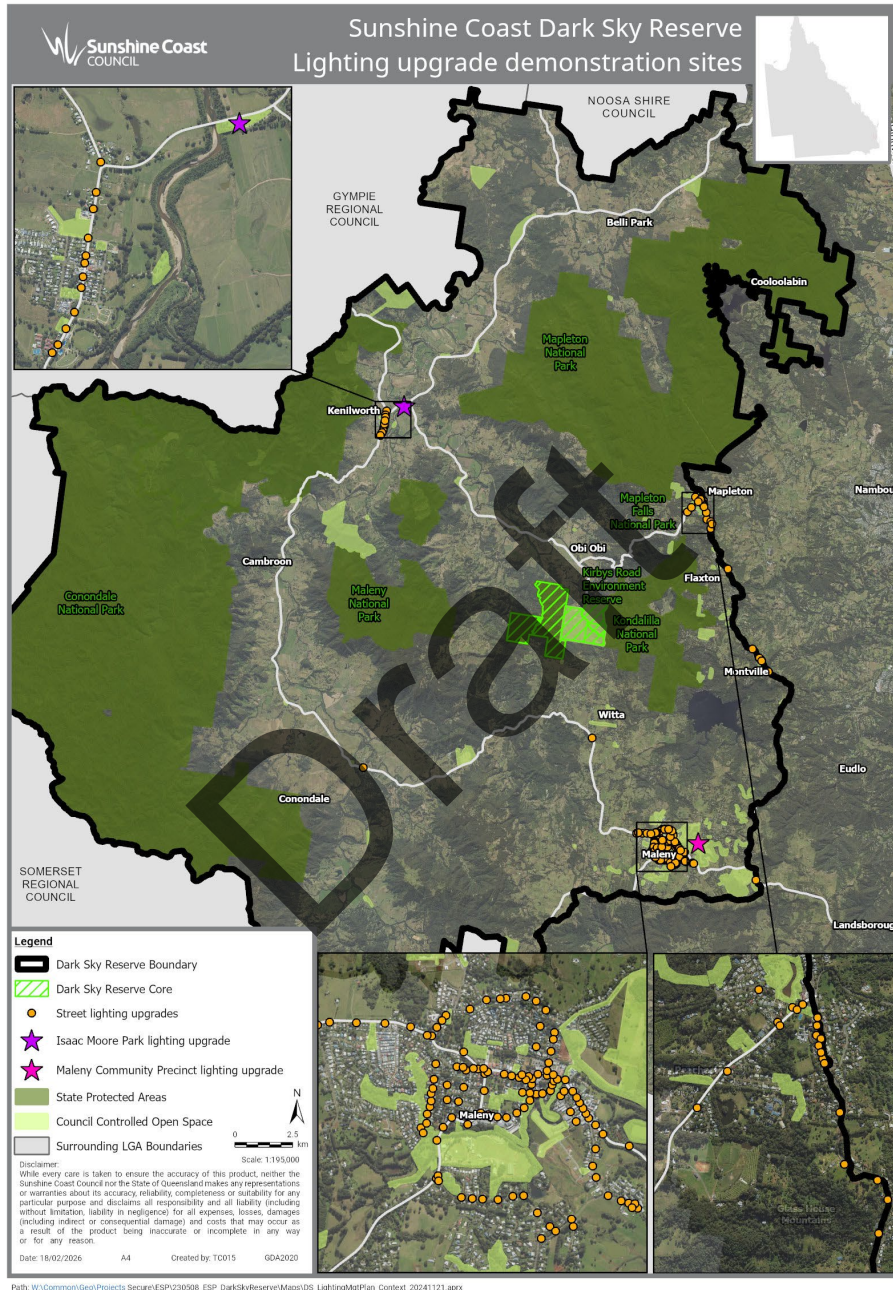 Sunshine Coast
COUNCIL
Sunshine Coast Dark Sky Reserve
Lighting upgrade demonstration sites
NOOSA SHIRE
COUNCIL
GYMPIE
REGIONAL
COUNCIL
Belli Park
Cooloolabin
Mapleton
National
Park
Kenilworth
Mapleton
Nambou
Mapleton
Falls
National Park
Obi Obi
Cambroon
Kirbys Road
Environment
Reserve
Flaxton
Conondale
National Park
Maleny
National
Park
Kondalilla
National
Park
Montville
Witta
Eudlo
Conondale
Maleny
SOMERSET
REGIONAL
COUNCIL
Landsboroug
Draft
Legend
Dark Sky Reserve Boundary
Dark Sky Reserve Core
Street lighting upgrades
Isaac Moore Park lighting upgrade
Maleny Community Precinct lighting upgrade
State Protected Areas
Council Controlled Open Space
Surrounding LGA Boundaries
N
0 2.5
km
Scale: 1:195,000
Disclaimer:
While every care is taken to ensure the accuracy of this product, neither the
Sunshine Coast Council nor the State of Queensland makes any representations
or warranties about its accuracy, reliability, completeness or suitability for any
particular purpose and disclaims all responsibility and all liability (including
without limitation, liability in negligence) for all expenses, losses, damages
(including indirect or consequential damage) and costs that may occur as
a result of the product being inaccurate or incomplete in any way
or for any reason.
Date: 18/02/2026 A4 Created by: TC015 GDA2020
Maleny
Glass House
Mountains
Path: W:\Common\Geo\Projects Secure\ESP\230508_ESP_DarkSkyReserve\Maps\DS_LightingMgtPlan_Context_20241121.aprx